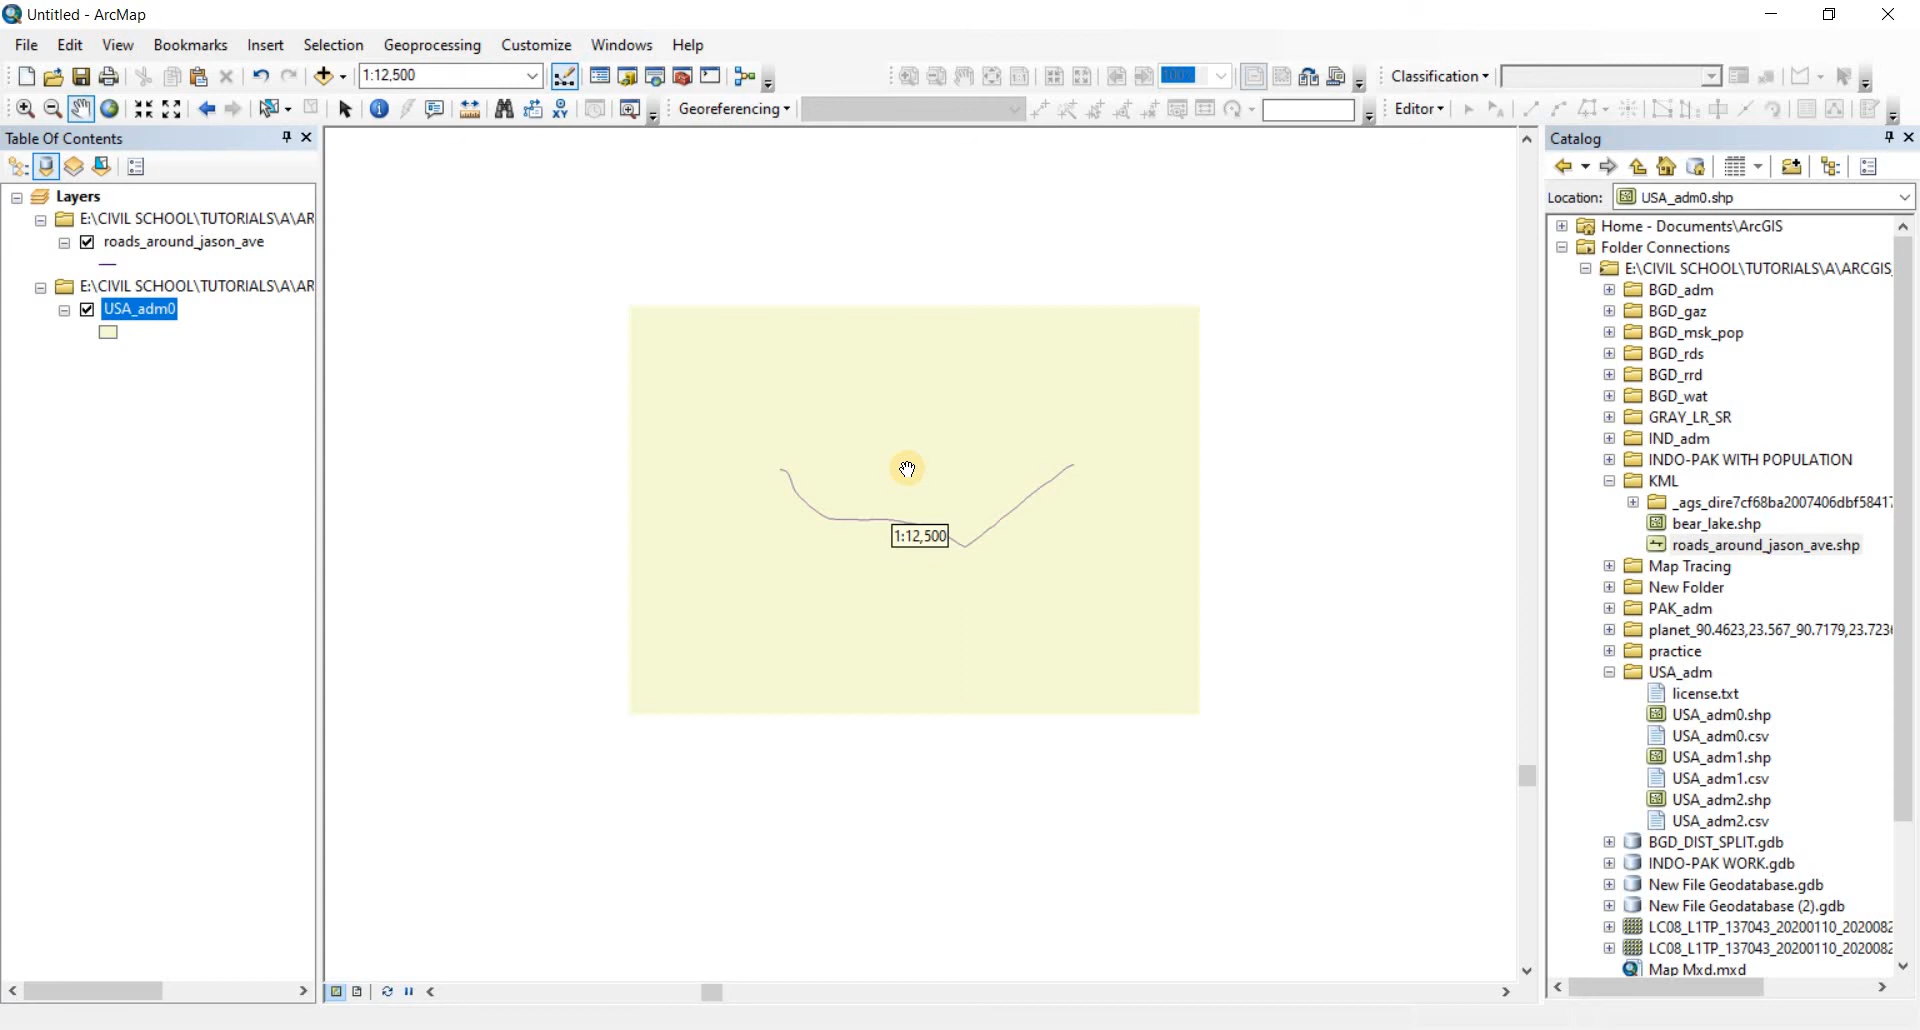 Untitled - ArcMap
File Edit View Bookmarks Insert Selection Geoprocessing Customize Windows Help
1:12,500 100% Classification
Georeferencing Editor
Table Of Contents
Layers
E:\CIVIL SCHOOL\TUTORIALS\A\AR
roads_around_jason_ave
E:\CIVIL SCHOOL\TUTORIALS\A\AR
USA_adm0
1:12,500
Catalog
Location: USA_adm0.shp
Home - Documents\ArcGIS
Folder Connections
E:\CIVIL SCHOOL\TUTORIALS\A\ARCGIS
BGD_adm
BGD_gaz
BGD_msk_pop
BGD_rds
BGD_rrd
BGD_wat
GRAY_LR_SR
IND_adm
INDO-PAK WITH POPULATION
KML
_ags_dire7cf68ba2007406dbf58417
bear_lake.shp
roads_around_jason_ave.shp
Map Tracing
New Folder
PAK_adm
planet_90.4623,23.567_90.7179,23.723
practice
USA_adm
license.txt
USA_adm0.shp
USA_adm0.csv
USA_adm1.shp
USA_adm1.csv
USA_adm2.shp
USA_adm2.csv
BGD_DIST_SPLIT.gdb
INDO-PAK WORK.gdb
New File Geodatabase.gdb
New File Geodatabase (2).gdb
LC08_L1TP_137043_20200110_2020082
LC08_L1TP_137043_20200110_2020082
Map Mxd.mxd